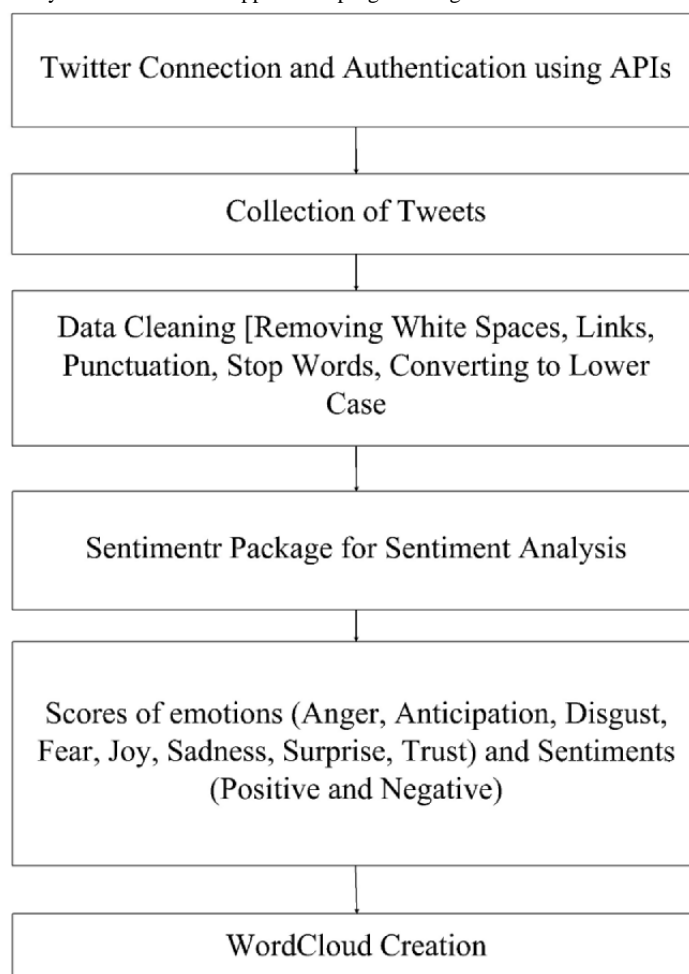 Twitter Connection and Authentication using APIs
Collection of Tweets
Data Cleaning [Removing White Spaces, Links,
Punctuation, Stop Words, Converting to Lower
Case
Sentimentr Package for Sentiment Analysis
Scores of emotions (Anger, Anticipation, Disgust,
Fear, Joy, Sadness, Surprise, Trust) and Sentiments
(Positive and Negative)
WordCloud Creation